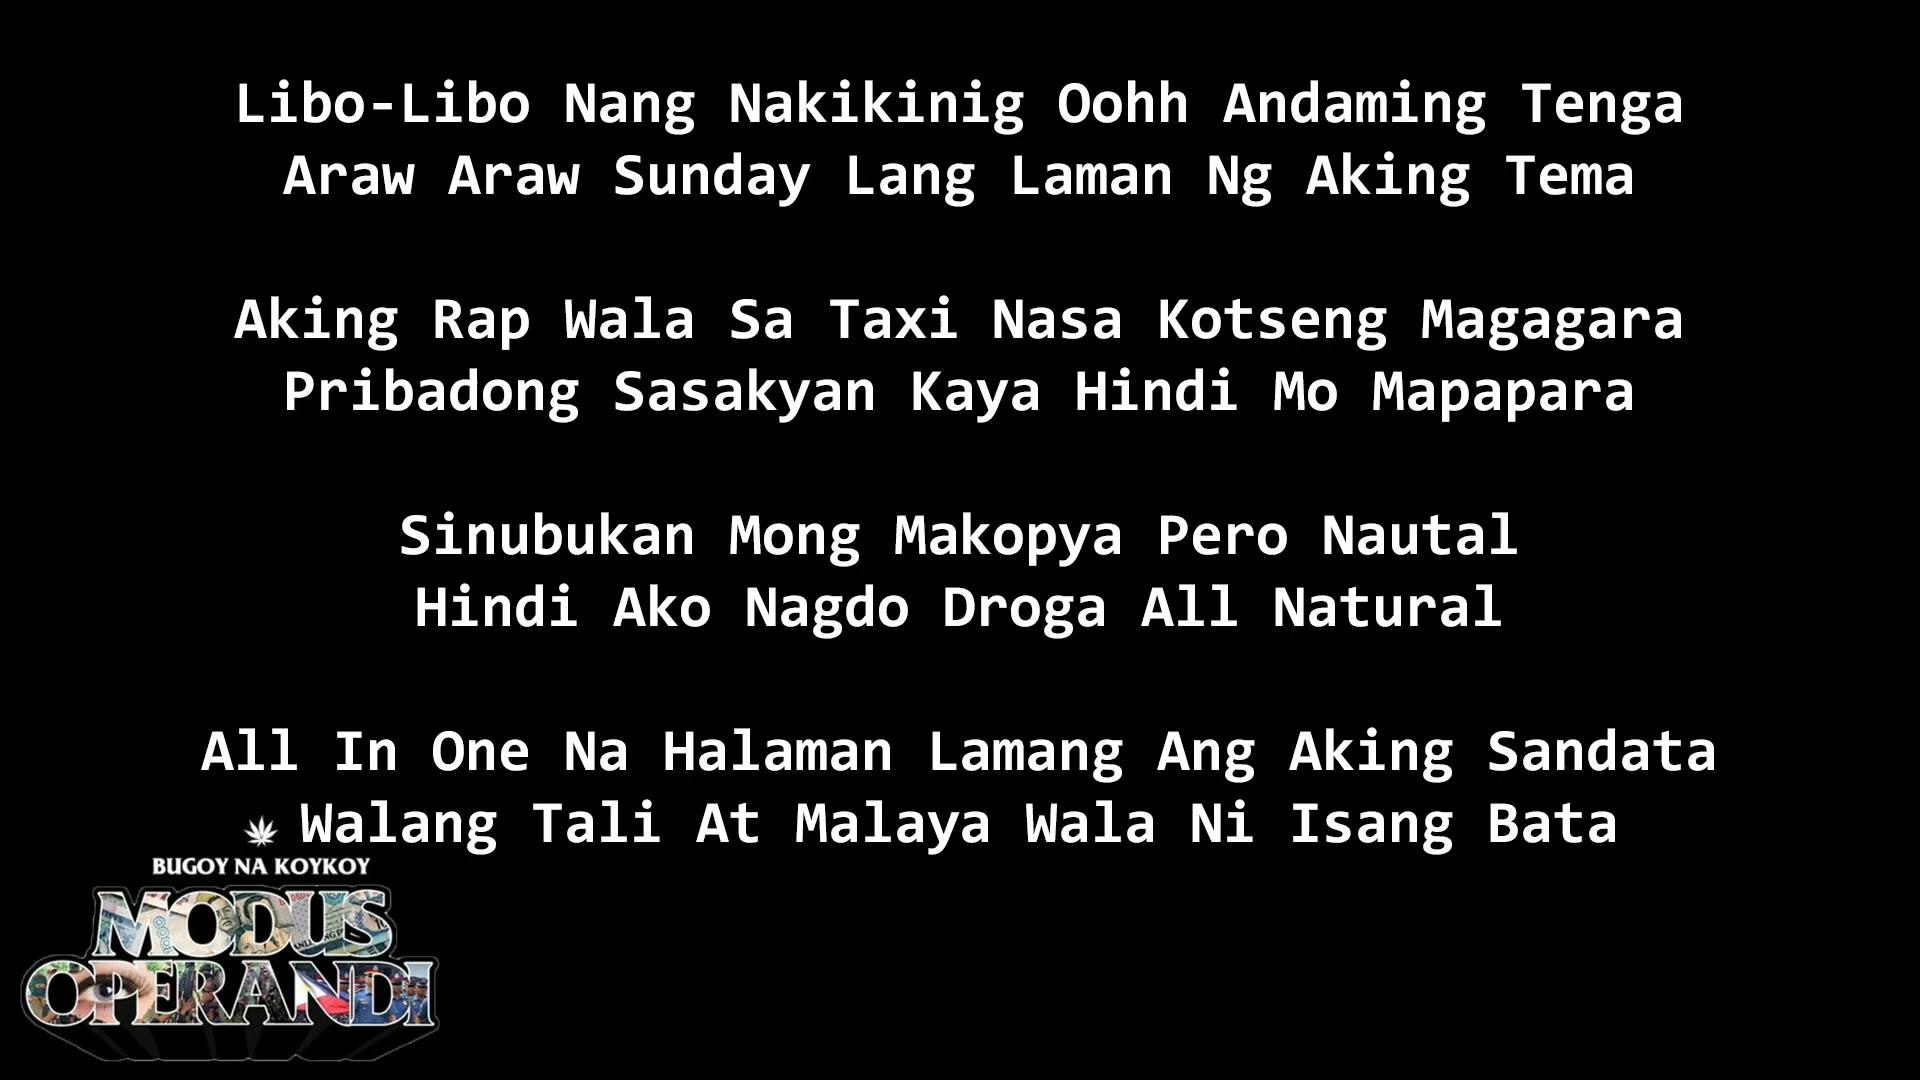 Libo-Libo Nang Nakikinig Oohh Andaming Tenga
Araw Araw Sunday Lang Laman Ng Aking Tema
Aking Rap Wala Sa Taxi Nasa Kotseng Magagara
Pribadong Sasakyan Kaya Hindi Mo Mapapara
Sinubukan Mong Makopya Pero Nautal
Hindi Ako Nagdo Droga All Natural
All In One Na Halaman Lamang Ang Aking Sandata
Walang Tali At Malaya Wala Ni Isang Bata
BUGOY NA KOYKOY
MODUS
OPERANDI